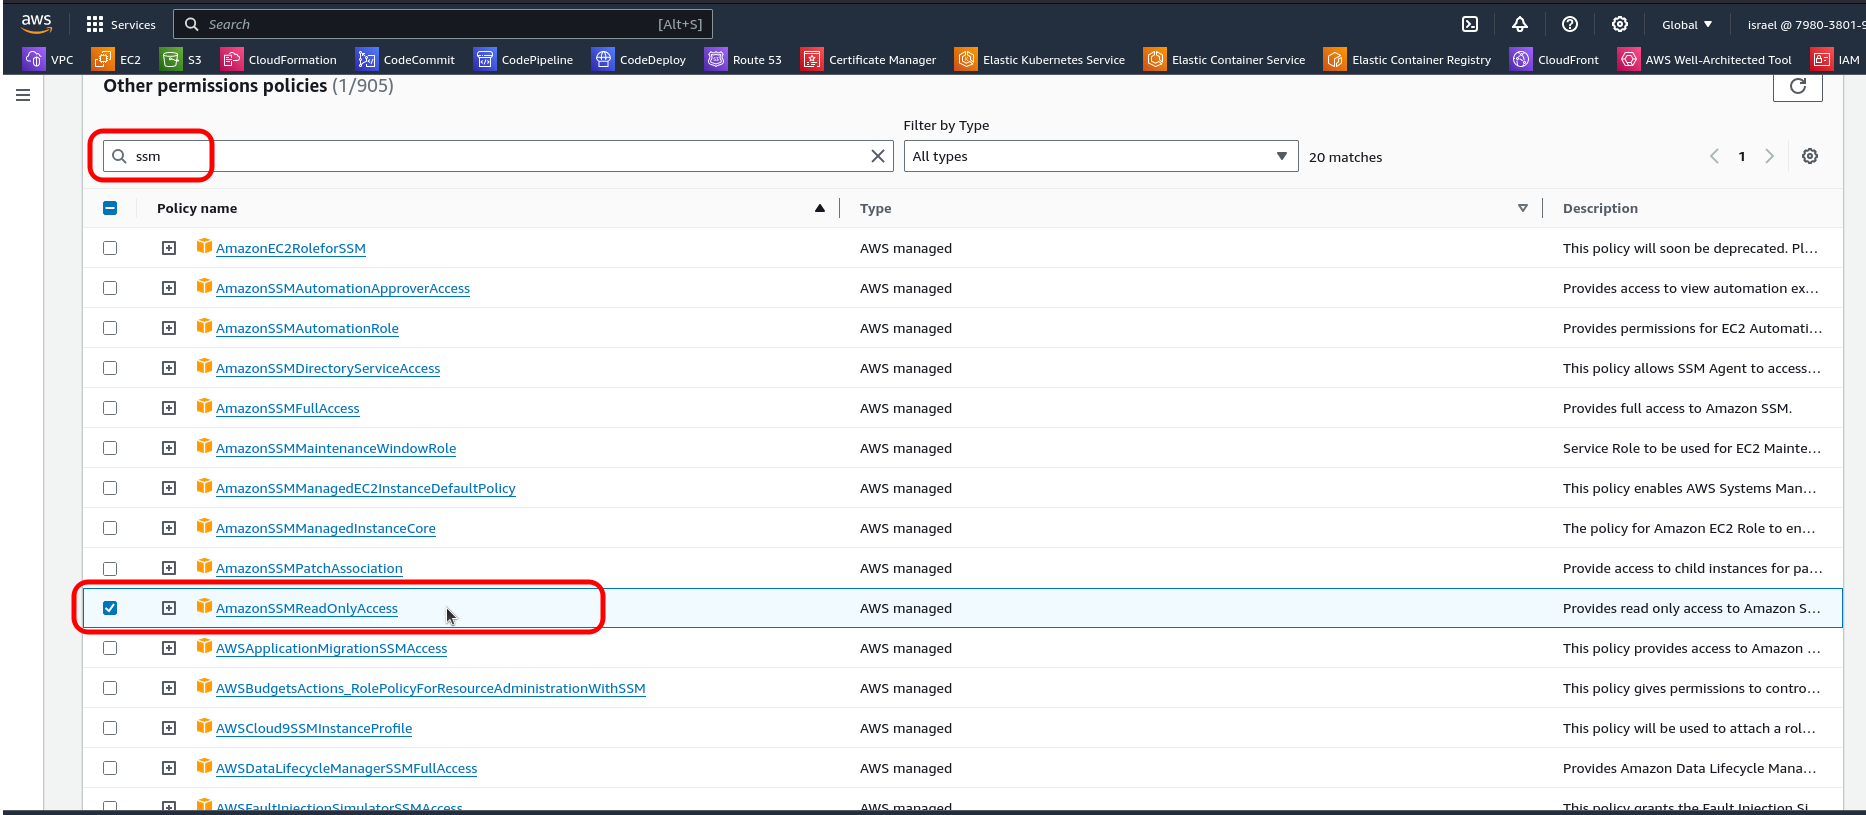 aws Services Search [Alt+S] Global israel @ 7980-3801-9
VPC EC2 S3 CloudFormation CodeCommit CodePipeline CodeDeploy Route 53 Certificate Manager Elastic Kubernetes Service Elastic Container Service Elastic Container Registry CloudFront AWS Well-Architected Tool IAM
Other permissions policies (1/905)
Filter by Type
ssm All types 20 matches 1
Policy name Type Description
AmazonEC2RoleforSSM AWS managed This policy will soon be deprecated. Pl...
AmazonSSMAutomationApproverAccess AWS managed Provides access to view automation ex...
AmazonSSMAutomationRole AWS managed Provides permissions for EC2 Automati...
AmazonSSMDirectoryServiceAccess AWS managed This policy allows SSM Agent to access...
AmazonSSMFullAccess AWS managed Provides full access to Amazon SSM.
AmazonSSMMaintenanceWindowRole AWS managed Service Role to be used for EC2 Mainte...
AmazonSSMManagedEC2InstanceDefaultPolicy AWS managed This policy enables AWS Systems Man...
AmazonSSMManagedInstanceCore AWS managed The policy for Amazon EC2 Role to en...
AmazonSSMPatchAssociation AWS managed Provide access to child instances for pa...
AmazonSSMReadOnlyAccess AWS managed Provides read only access to Amazon S...
AWSApplicationMigrationSSMAccess AWS managed This policy provides access to Amazon ...
AWSBudgetsActions_RolePolicyForResourceAdministrationWithSSM AWS managed This policy gives permissions to contro...
AWSCloud9SSMInstanceProfile AWS managed This policy will be used to attach a rol...
AWSDataLifecycleManagerSSMFullAccess AWS managed Provides Amazon Data Lifecycle Mana...
AWSFaultInjectionSimulatorSSMAccess AWS managed This policy grants the Fault Injection Si...